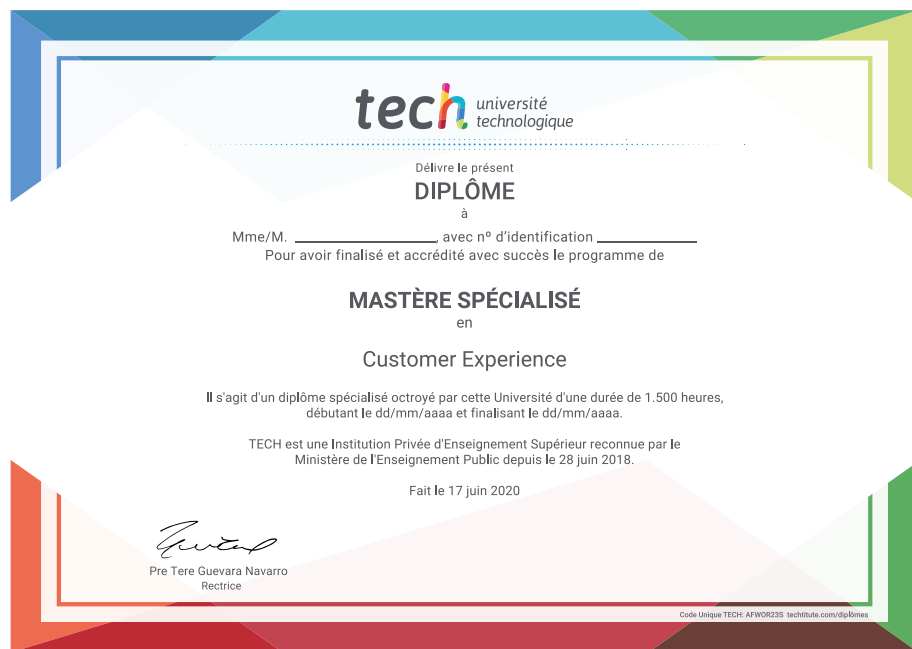 tech université
technologique
Délivre le présent
DIPLÔME
à
Mme/M. ____________, avec nº d'identification ____________
Pour avoir finalisé et accrédité avec succès le programme de
MASTÈRE SPÉCIALISÉ
en
Customer Experience
Il s'agit d'un diplôme spécialisé octroyé par cette Université d'une durée de 1.500 heures,
débutant le dd/mm/aaaa et finalisant le dd/mm/aaaa.
TECH est une Institution Privée d'Enseignement Supérieur reconnue par le
Ministère de l'Enseignement Public depuis le 28 juin 2018.
Fait le 17 juin 2020
Pre Tere Guevara Navarro
Rectrice
Code Unique TECH: AFWOR23S techtitute.com/diplômes